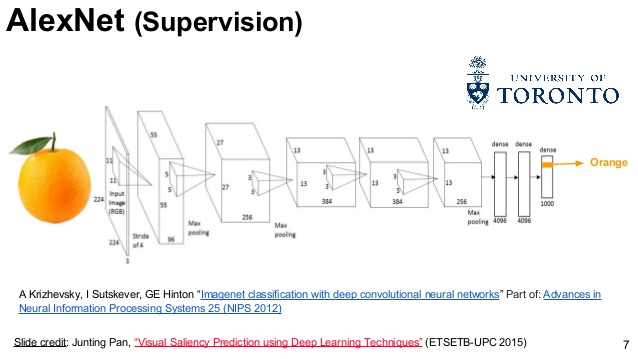 AlexNet (Supervision)
UNIVERSITY OF
TORONTO
55
27
13
13
13
dense
dense
dense
11
11
5
5
3
3
3
3
3
3
Orange
224
55
27
13
13
13
Input
Image
(RGB)
384
384
256
1000
256
Max
pooling
4096
4096
Max
pooling
Max
pooling
224
Stride
of 4
96
3
A Krizhevsky, I Sutskever, GE Hinton “Imagenet classification with deep convolutional neural networks” Part of: Advances in
Neural Information Processing Systems 25 (NIPS 2012)
Slide credit: Junting Pan, “Visual Saliency Prediction using Deep Learning Techniques” (ETSETB-UPC 2015)
7